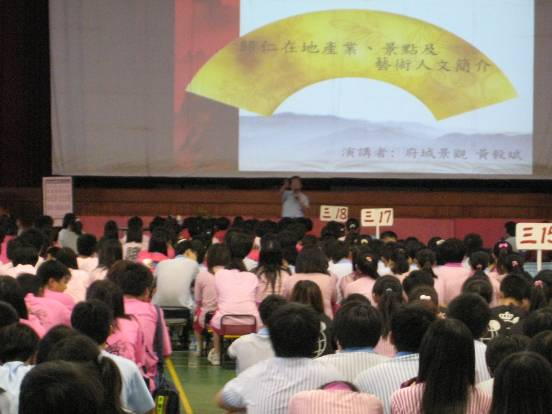 歸仁在地產業、景點及
藝術人文簡介
演講者：府城景觀 黃毅斌
三18
三17
三15